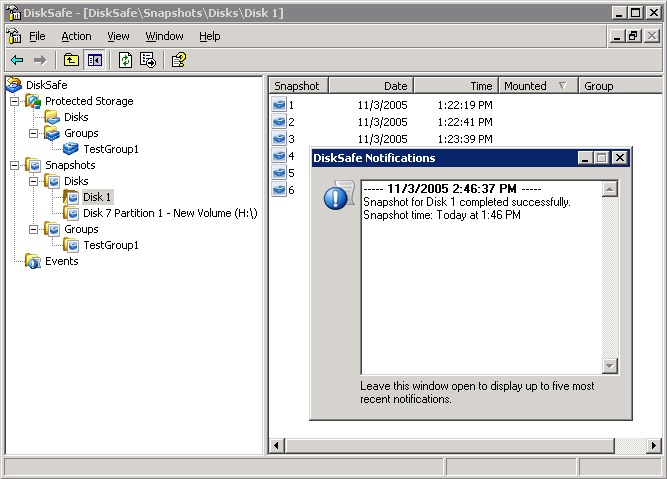 DiskSafe - [DiskSafe\Snapshots\Disks\Disk 1]
File Action View Window Help
DiskSafe
Protected Storage
Disks
Groups
TestGroup1
Snapshots
Disks
Disk 1
Disk 7 Partition 1 - New Volume (H:\)
Groups
TestGroup1
Events
Snapshot Date Time Mounted Group
1 11/3/2005 1:22:19 PM
2 11/3/2005 1:22:41 PM
3 11/3/2005 1:23:39 PM
4
5
6
DiskSafe Notifications
----- 11/3/2005 2:46:37 PM -----
Snapshot for Disk 1 completed successfully.
Snapshot time: Today at 1:46 PM
Leave this window open to display up to five most
recent notifications.